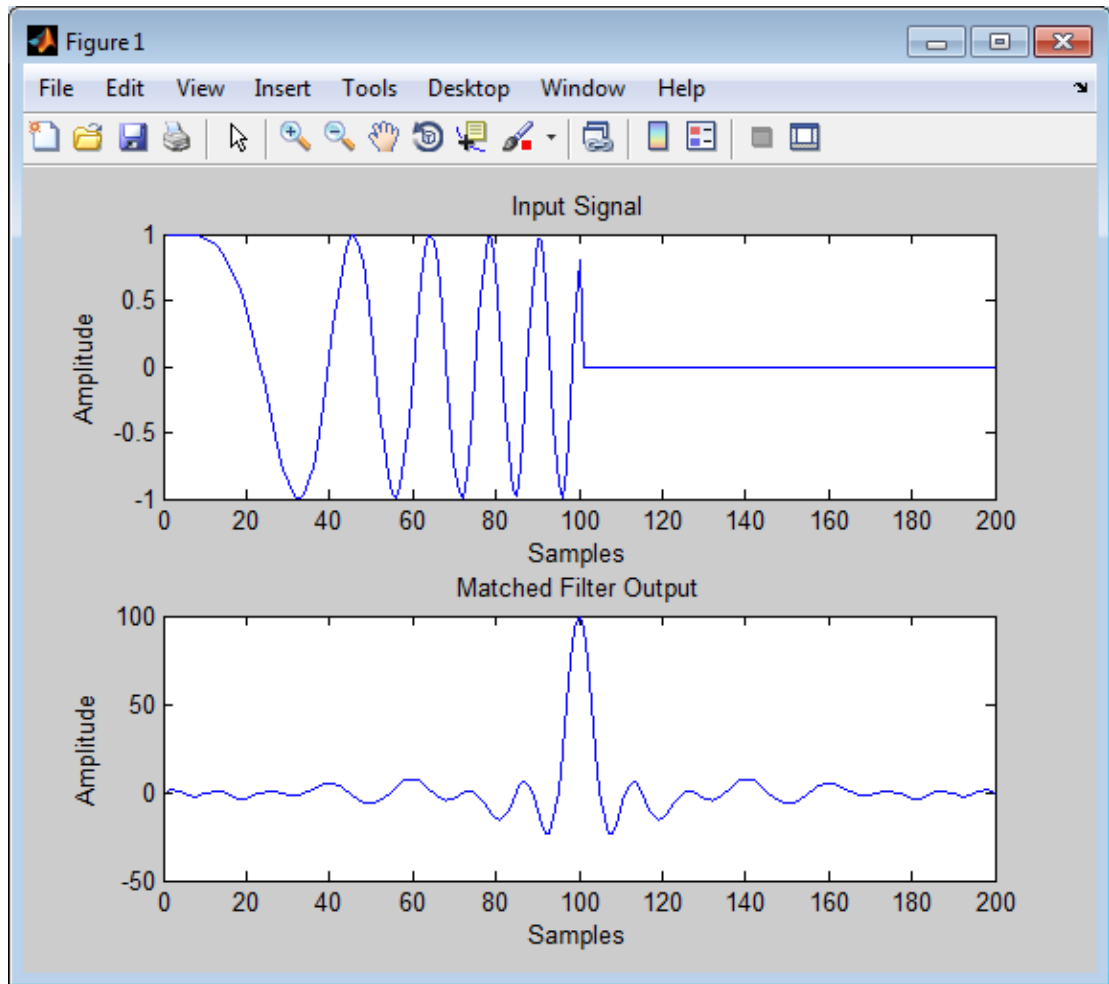 Figure 1
File Edit View Insert Tools Desktop Window Help
Input Signal
1
0.5
0
-0.5
-1
Amplitude
0 20 40 60 80 100 120 140 160 180 200
Samples
Matched Filter Output
100
50
0
-50
Amplitude
0 20 40 60 80 100 120 140 160 180 200
Samples